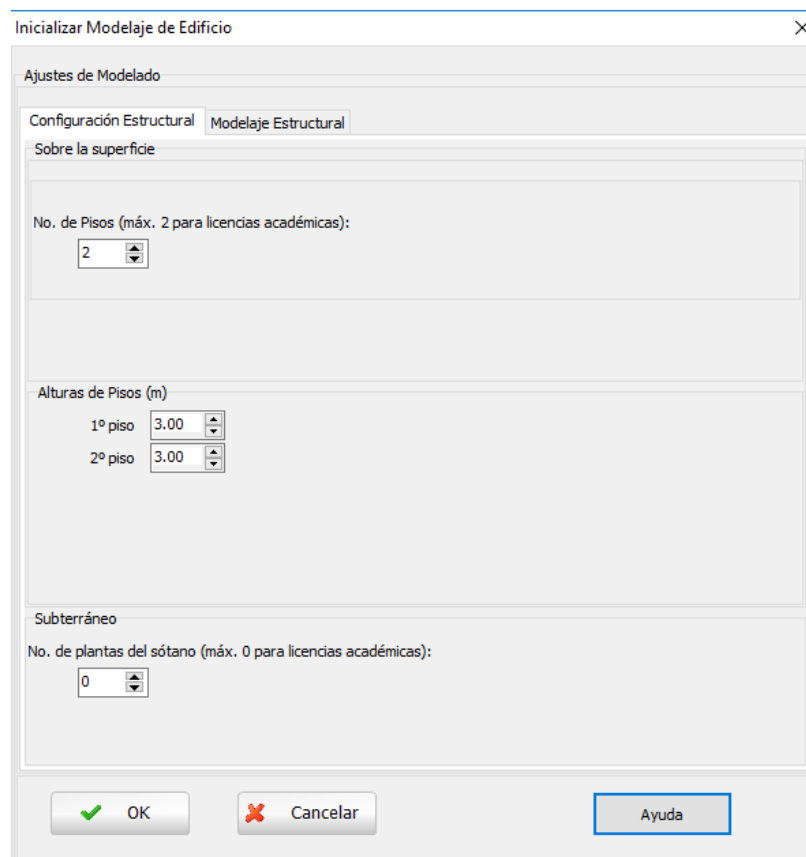 Inicializar Modelaje de Edificio
Ajustes de Modelado
Configuración Estructural Modelaje Estructural
Sobre la superficie
No. de Pisos (máx. 2 para licencias académicas):
2
Alturas de Pisos (m)
1º piso 3.00
2º piso 3.00
Subterráneo
No. de plantas del sótano (máx. 0 para licencias académicas):
0
OK Cancelar Ayuda